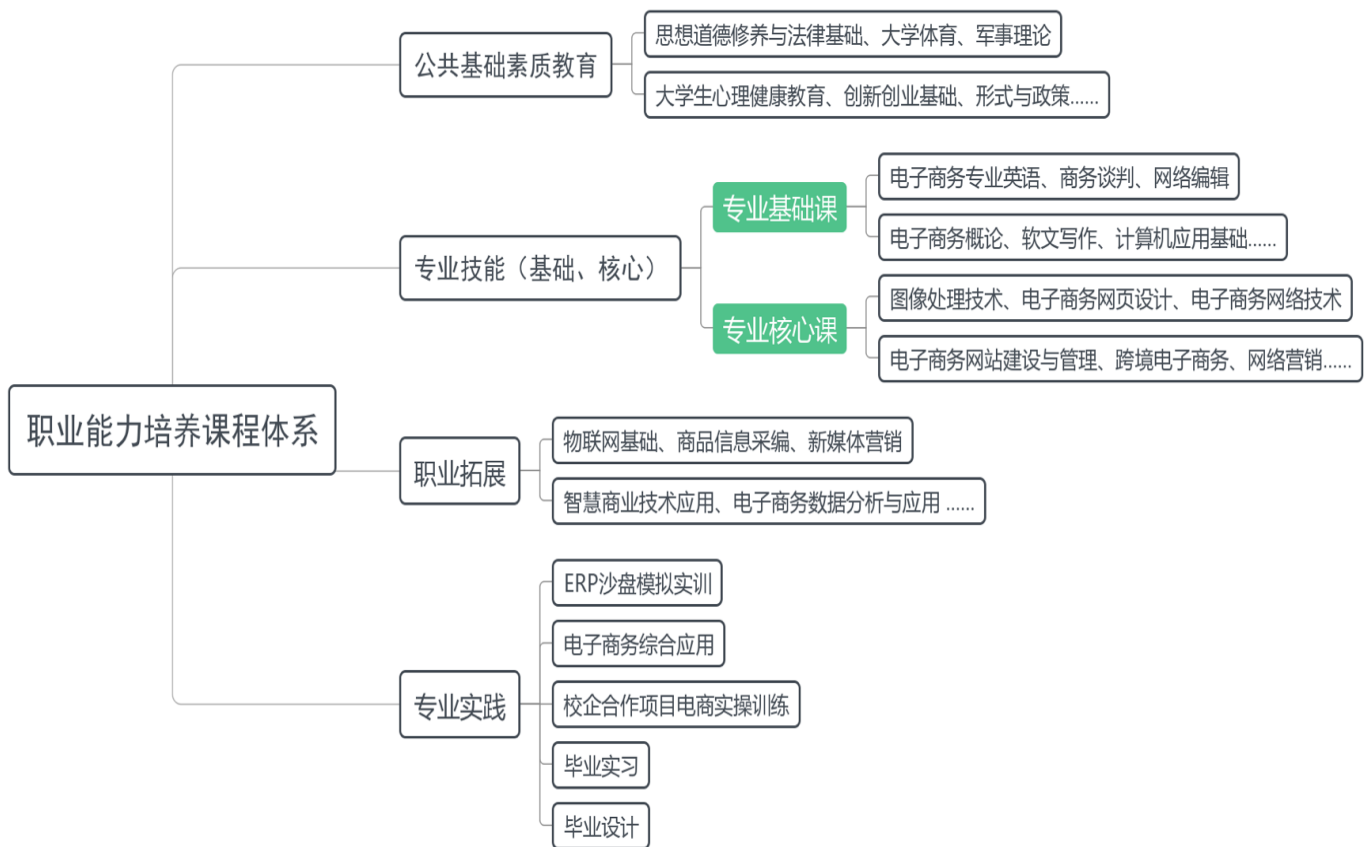 职业能力培养课程体系
公共基础素质教育
思想道德修养与法律基础、大学体育、军事理论
大学生心理健康教育、创新创业基础、形式与政策......
专业技能（基础、核心）
专业基础课
电子商务专业英语、商务谈判、网络编辑
电子商务概论、软文写作、计算机应用基础......
专业核心课
图像处理技术、电子商务网页设计、电子商务网络技术
电子商务网站建设与管理、跨境电子商务、网络营销......
职业拓展
物联网基础、商品信息采编、新媒体营销
智慧商业技术应用、电子商务数据分析与应用 ......
专业实践
ERP沙盘模拟实训
电子商务综合应用
校企合作项目电商实操训练
毕业实习
毕业设计